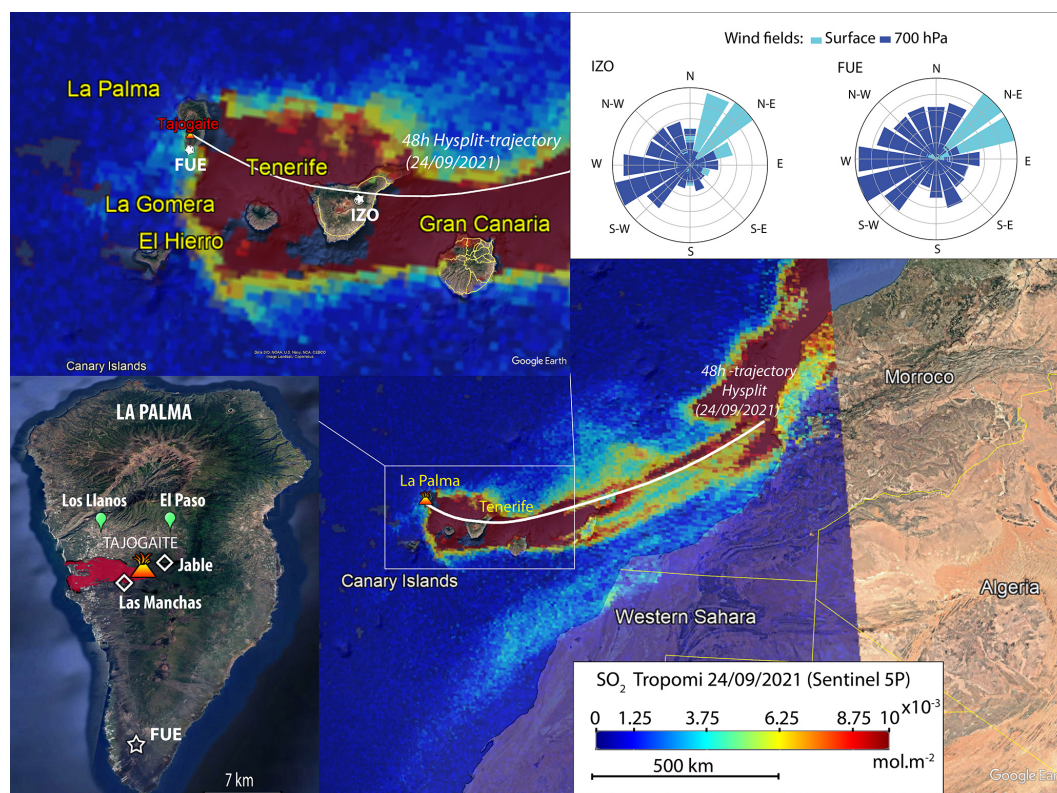 La Palma
Tajogaite
FUE
Tenerife
48h Hysplit-trajectory
(24/09/2021)
La Gomera
IZO
El Hierro
Gran Canaria
Canary Islands
Google Earth
Wind fields: Surface 700 hPa
IZO
N
N-W
N-E
W
E
S-W
S-E
S
FUE
N
N-W
N-E
W
E
S-W
S-E
S
LA PALMA
Los Llanos
El Paso
TAJOGAITE
Jable
Las Manchas
FUE
7 km
48h -trajectory
Hysplit
(24/09/2021)
Morroco
La Palma
Tenerife
Canary Islands
Western Sahara
Algeria
SO2 Tropomi 24/09/2021 (Sentinel 5P)
0 1.25 3.75 6.25 8.75 10 x10-3
mol.m-2
500 km
Google Earth